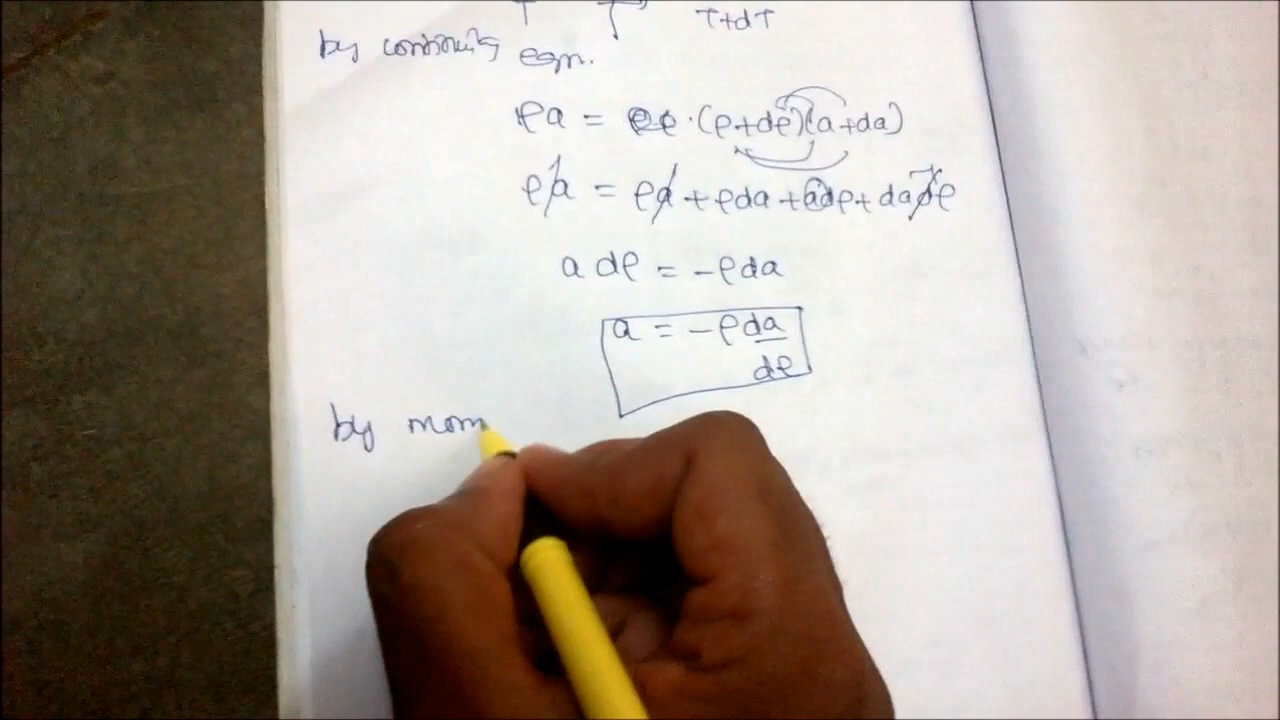 T+dT
by continuity eqn.
ρa = (ρ+dρ)(a+da)
ρa = ρa + ρda + adρ + dadρ
a dρ = -ρda
a = -ρda
dρ
by mom